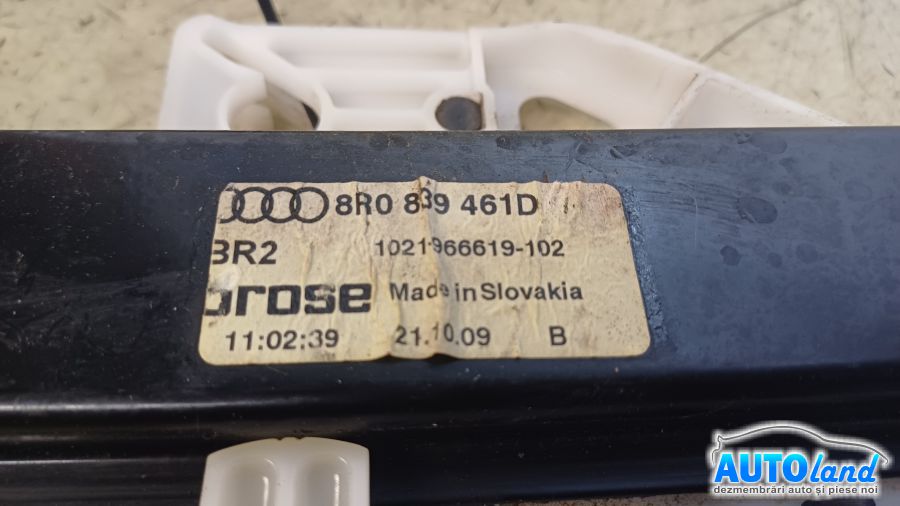 8R0 839 461D
BR2 1021966619-102
brose Made in Slovakia
11:02:39 21.10.09 B
AUTOland
dezmembrări auto și piese noi